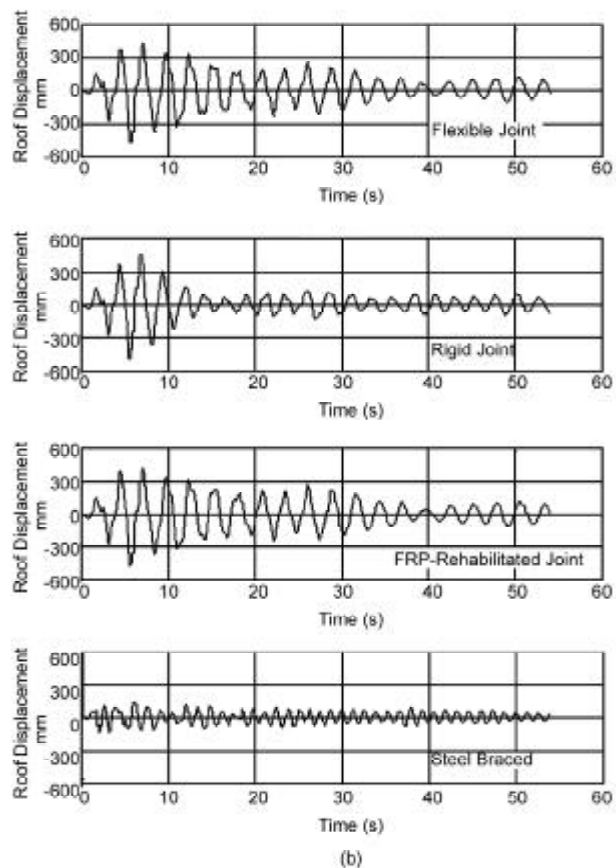 Roof Displacement
mm
600
300
0
-300
-600
Flexible Joint
0 10 20 30 40 50 60
Time (s)
Roof Displacement
mm
600
300
0
-300
-600
Rigid Joint
0 10 20 30 40 50 60
Time (s)
Roof Displacement
mm
600
300
0
-300
-600
FRP-Rehabilitated Joint
0 10 20 30 40 50 60
Time (s)
Roof Displacement
mm
600
300
0
-300
-600
Steel Braced
0 10 20 30 40 50 60
Time (s)
(b)